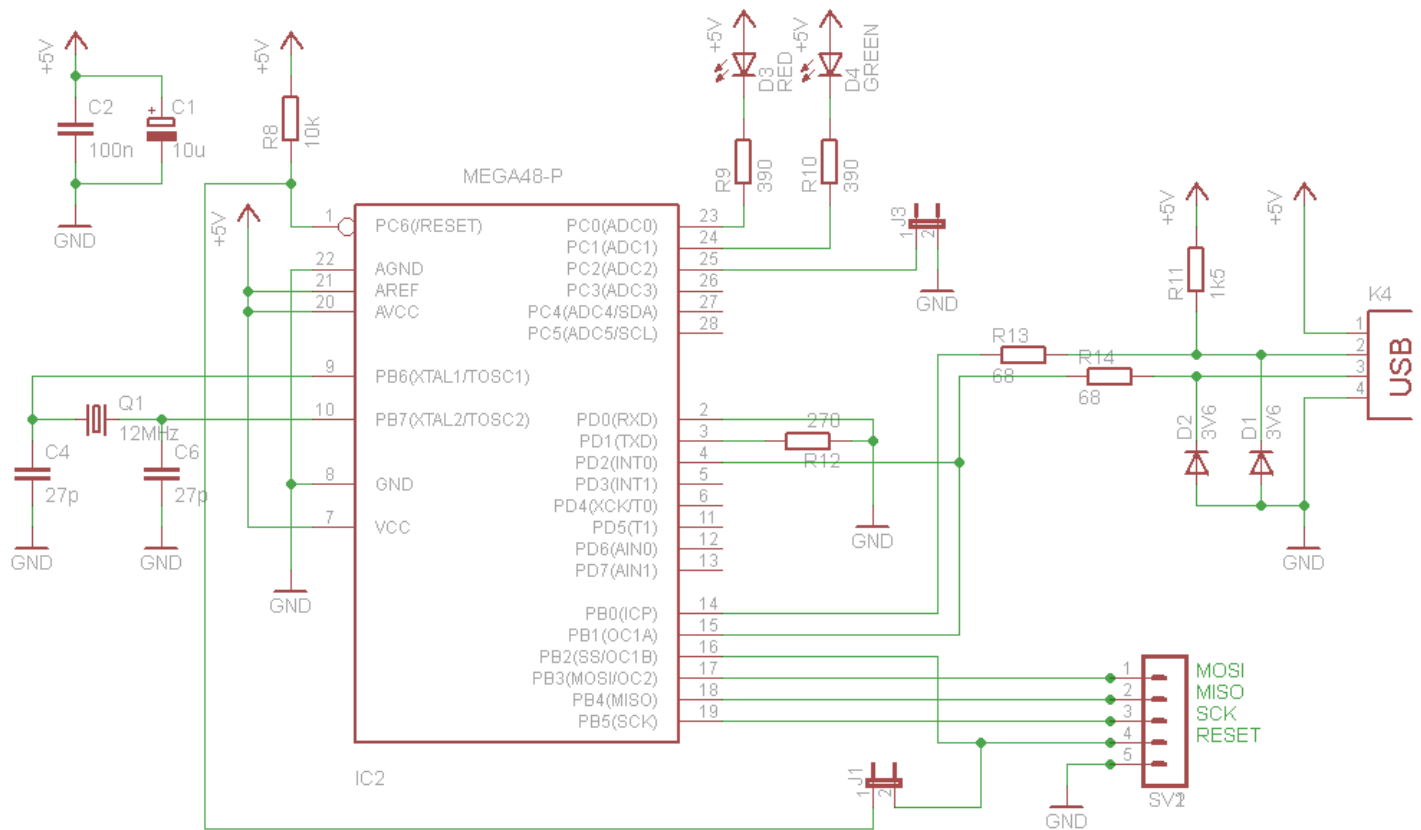 +5V
C2
100n
C1
+
10u
GND
+5V
R8
10k
+5V
D3
RED
+5V
D4
GREEN
R9
390
R10
390
MEGA48-P
+5V
1 PC6(/RESET)
22 AGND
21 AREF
20 AVCC
9 PB6(XTAL1/TOSC1)
10 PB7(XTAL2/TOSC2)
8 GND
7 VCC
PC0(ADC0) 23
PC1(ADC1) 24
PC2(ADC2) 25
PC3(ADC3) 26
PC4(ADC4/SDA) 27
PC5(ADC5/SCL) 28
PD0(RXD) 2
PD1(TXD) 3
PD2(INT0) 4
PD3(INT1) 5
PD4(XCK/T0) 6
PD5(T1) 11
PD6(AIN0) 12
PD7(AIN1) 13
PB0(ICP) 14
PB1(OC1A) 15
PB2(SS/OC1B) 16
PB3(MOSI/OC2) 17
PB4(MISO) 18
PB5(SCK) 19
IC2
Q1
12MHz
C4
27p
C6
27p
GND
GND
GND
J3
1
2
GND
270
R12
GND
R13
68
R14
68
+5V
R11
1k5
+5V
K4
1
2
3
4
USB
D2
3V6
D1
3V6
GND
1 MOSI
2 MISO
3 SCK
4 RESET
5
J1
1
2
GND